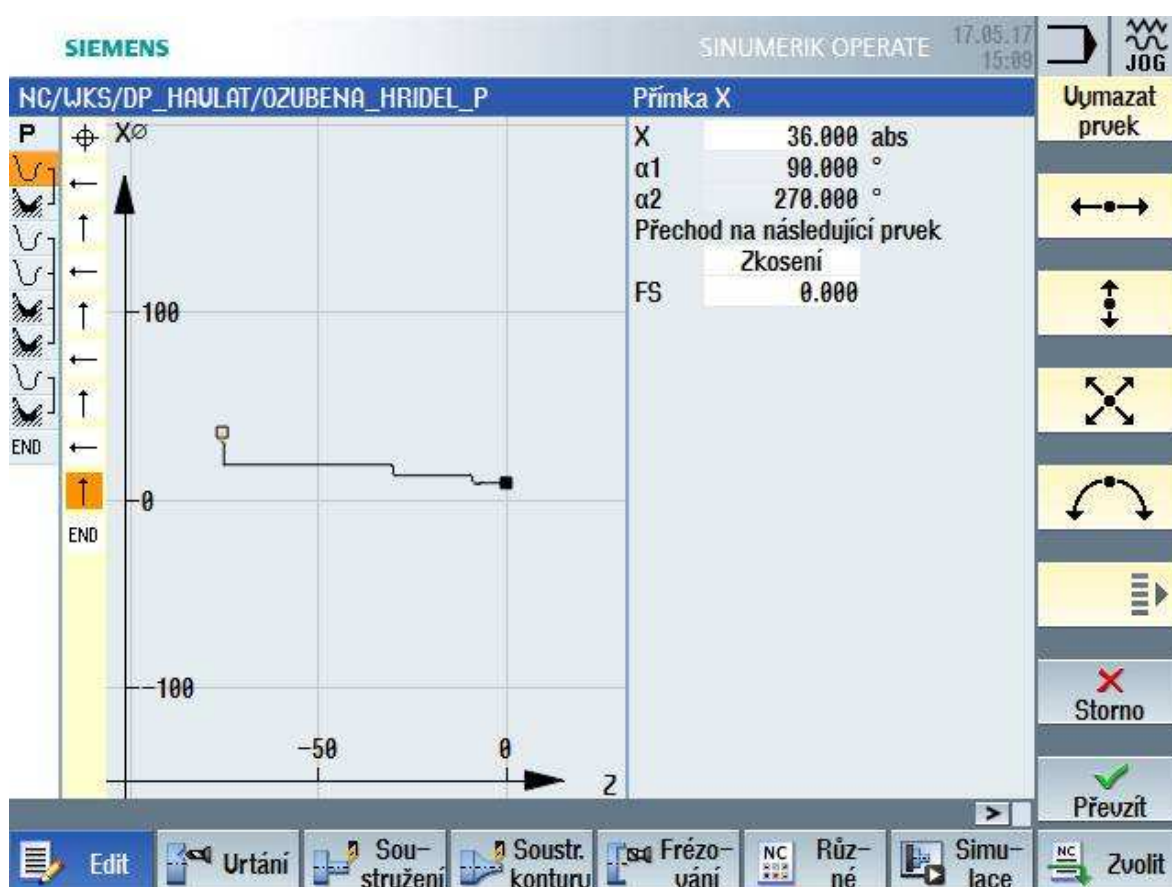 SIEMENS
SINUMERIK OPERATE
17.05.17
15:09
JOG
NC/WKS/DP_HAVLAT/OZUBENA_HRIDEL_P
Přímka X
Vymazat
prvek
P
X∅
X 36.000 abs
α1 90.000 °
α2 270.000 °
Přechod na následující prvek
Zkosení
FS 0.000
100
END
0
END
-100
-50
0
Z
Storno
Převzít
>
Edit
Vrtání
Sou-
stružení
Soustr.
konturu
Frézo-
vání
NC
Růz-
né
Simu-
lace
NC
Zvolit